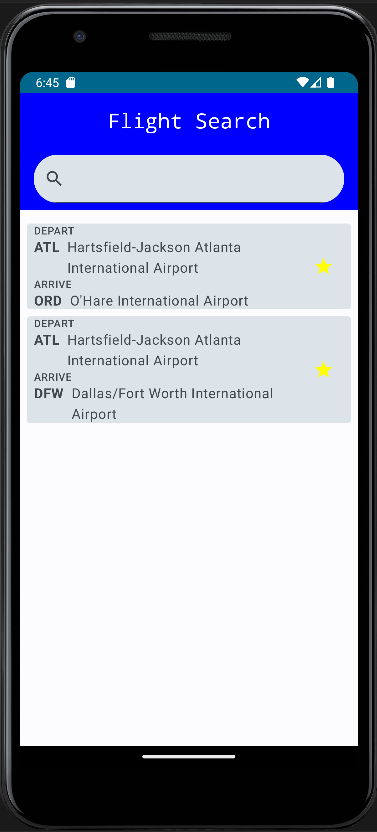 6:45
Flight Search
DEPART
ATL Hartsfield-Jackson Atlanta
International Airport
ARRIVE
ORD O'Hare International Airport
DEPART
ATL Hartsfield-Jackson Atlanta
International Airport
ARRIVE
DFW Dallas/Fort Worth International
Airport